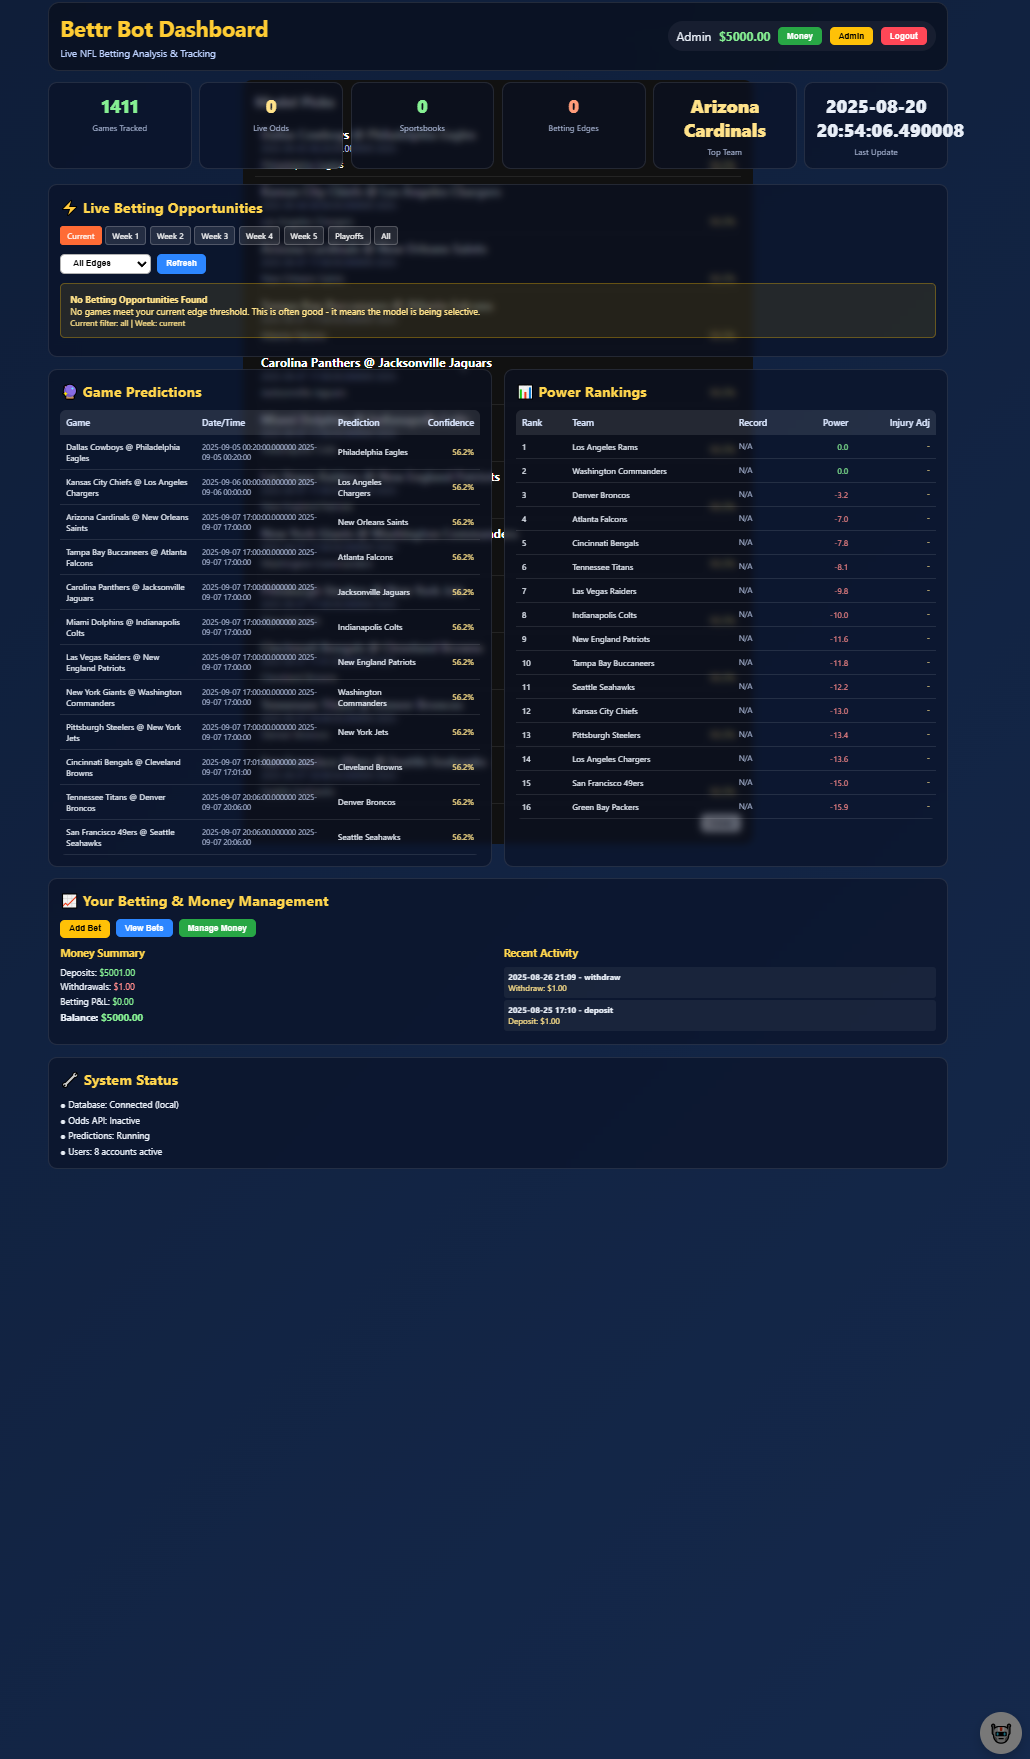 Bettr Bot Dashboard
Live NFL Betting Analysis & Tracking
Admin $5000.00 Money Admin Logout
1411
Games Tracked
0
Live Odds
0
Sportsbooks
0
Betting Edges
Arizona
Cardinals
Top Team
2025-08-20
20:54:06.490008
Last Update
⚡ Live Betting Opportunities
Current Week 1 Week 2 Week 3 Week 4 Week 5 Playoffs All
All Edges Refresh
No Betting Opportunities Found
No games meet your current edge threshold. This is often good - it means the model is being selective.
Current filter: all | Week: current
Carolina Panthers @ Jacksonville Jaguars
🔮 Game Predictions
Game Date/Time Prediction Confidence
Dallas Cowboys @ Philadelphia
Eagles
2025-09-05 00:20:00.000000 2025-
09-05 00:20:00
Philadelphia Eagles 56.2%
Kansas City Chiefs @ Los Angeles
Chargers
2025-09-06 00:00:00.000000 2025-
09-06 00:00:00
Los Angeles
Chargers
56.2%
Arizona Cardinals @ New Orleans
Saints
2025-09-07 17:00:00.000000 2025-
09-07 17:00:00
New Orleans Saints 56.2%
Tampa Bay Buccaneers @ Atlanta
Falcons
2025-09-07 17:00:00.000000 2025-
09-07 17:00:00
Atlanta Falcons 56.2%
Carolina Panthers @ Jacksonville
Jaguars
2025-09-07 17:00:00.000000 2025-
09-07 17:00:00
Jacksonville Jaguars 56.2%
Miami Dolphins @ Indianapolis
Colts
2025-09-07 17:00:00.000000 2025-
09-07 17:00:00
Indianapolis Colts 56.2%
Las Vegas Raiders @ New
England Patriots
2025-09-07 17:00:00.000000 2025-
09-07 17:00:00
New England Patriots 56.2%
New York Giants @ Washington
Commanders
2025-09-07 17:00:00.000000 2025-
09-07 17:00:00
Washington
Commanders
56.2%
Pittsburgh Steelers @ New York
Jets
2025-09-07 17:00:00.000000 2025-
09-07 17:00:00
New York Jets 56.2%
Cincinnati Bengals @ Cleveland
Browns
2025-09-07 17:01:00.000000 2025-
09-07 17:01:00
Cleveland Browns 56.2%
Tennessee Titans @ Denver
Broncos
2025-09-07 20:06:00.000000 2025-
09-07 20:06:00
Denver Broncos 56.2%
San Francisco 49ers @ Seattle
Seahawks
2025-09-07 20:06:00.000000 2025-
09-07 20:06:00
Seattle Seahawks 56.2%
📊 Power Rankings
Rank Team Record Power Injury Adj
1 Los Angeles Rams N/A 0.0 -
2 Washington Commanders N/A 0.0 -
3 Denver Broncos N/A -3.2 -
4 Atlanta Falcons N/A -7.0 -
5 Cincinnati Bengals N/A -7.8 -
6 Tennessee Titans N/A -8.1 -
7 Las Vegas Raiders N/A -9.8 -
8 Indianapolis Colts N/A -10.0 -
9 New England Patriots N/A -11.6 -
10 Tampa Bay Buccaneers N/A -11.8 -
11 Seattle Seahawks N/A -12.2 -
12 Kansas City Chiefs N/A -13.0 -
13 Pittsburgh Steelers N/A -13.4 -
14 Los Angeles Chargers N/A -13.6 -
15 San Francisco 49ers N/A -15.0 -
16 Green Bay Packers N/A -15.9 -
📈 Your Betting & Money Management
Add Bet View Bets Manage Money
Money Summary
Deposits: $5001.00
Withdrawals: $1.00
Betting P&L: $0.00
Balance: $5000.00
Recent Activity
2025-08-26 21:09 - withdraw
Withdraw: $1.00
2025-08-25 17:10 - deposit
Deposit: $1.00
🔧 System Status
● Database: Connected (local)
● Odds API: Inactive
● Predictions: Running
● Users: 8 accounts active